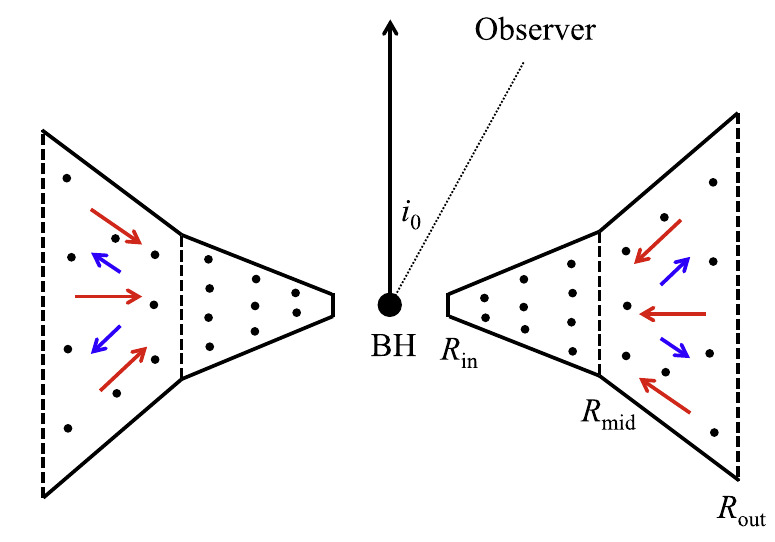 Observer
i0
BH
Rin
Rmid
Rout